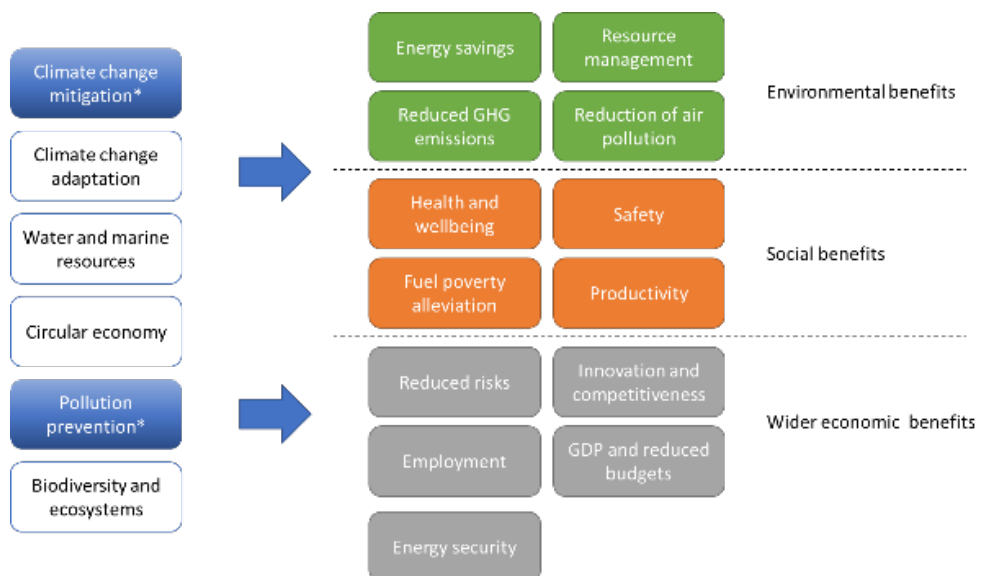 Climate change
mitigation*
Climate change
adaptation
Water and marine
resources
Circular economy
Pollution
prevention*
Biodiversity and
ecosystems
Energy savings
Resource
management
Reduced GHG
emissions
Reduction of air
pollution
Environmental benefits
Health and
wellbeing
Safety
Fuel poverty
alleviation
Productivity
Social benefits
Reduced risks
Innovation and
competitiveness
Employment
GDP and reduced
budgets
Energy security
Wider economic benefits